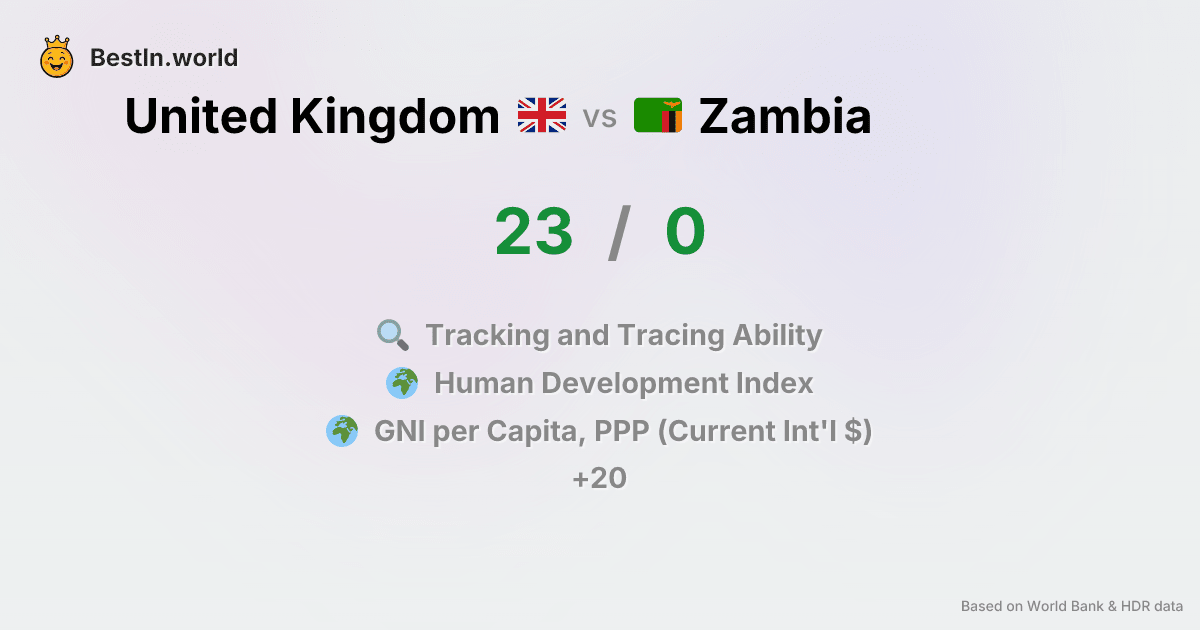 BestIn.world
United Kingdom vs Zambia
23 / 0
Tracking and Tracing Ability
Human Development Index
GNI per Capita, PPP (Current Int'l $)
+20
Based on World Bank & HDR data